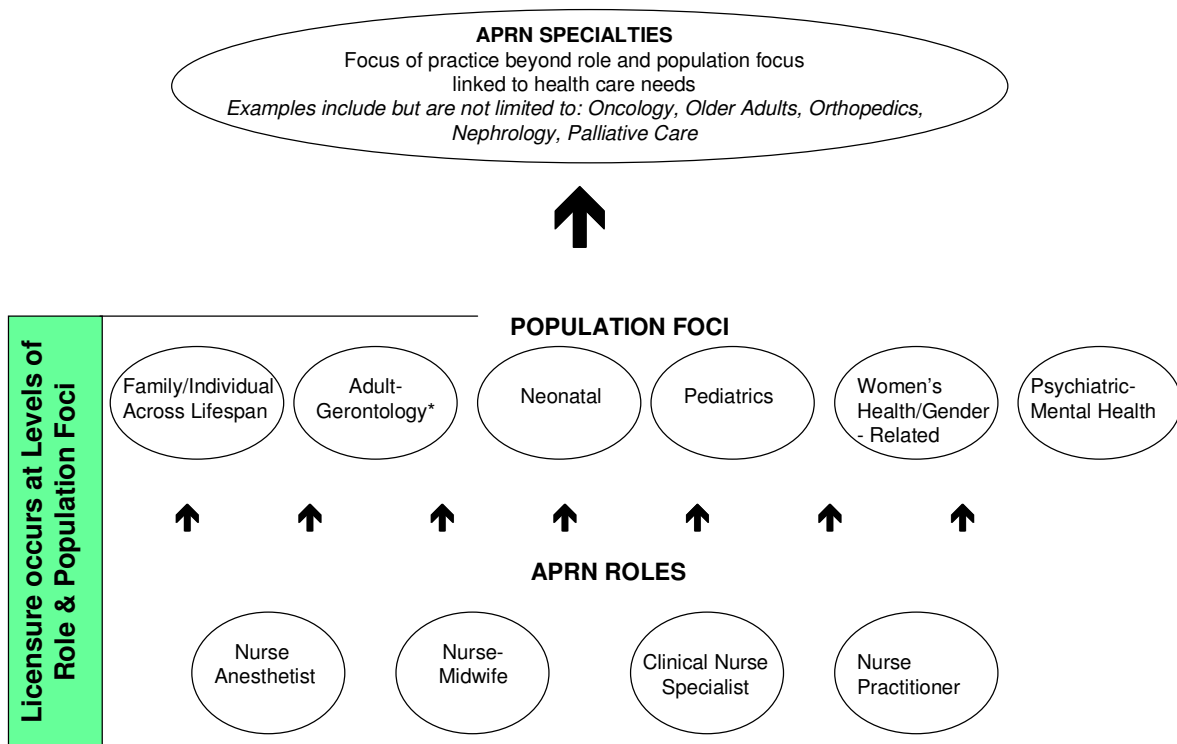 APRN SPECIALTIES
Focus of practice beyond role and population focus
linked to health care needs
Examples include but are not limited to: Oncology, Older Adults, Orthopedics,
Nephrology, Palliative Care
Licensure occurs at Levels of
Role & Population Foci
POPULATION FOCI
Family/Individual
Across Lifespan
Adult-
Gerontology*
Neonatal
Pediatrics
Women's
Health/Gender
- Related
Psychiatric-
Mental Health
APRN ROLES
Nurse
Anesthetist
Nurse-
Midwife
Clinical Nurse
Specialist
Nurse
Practitioner